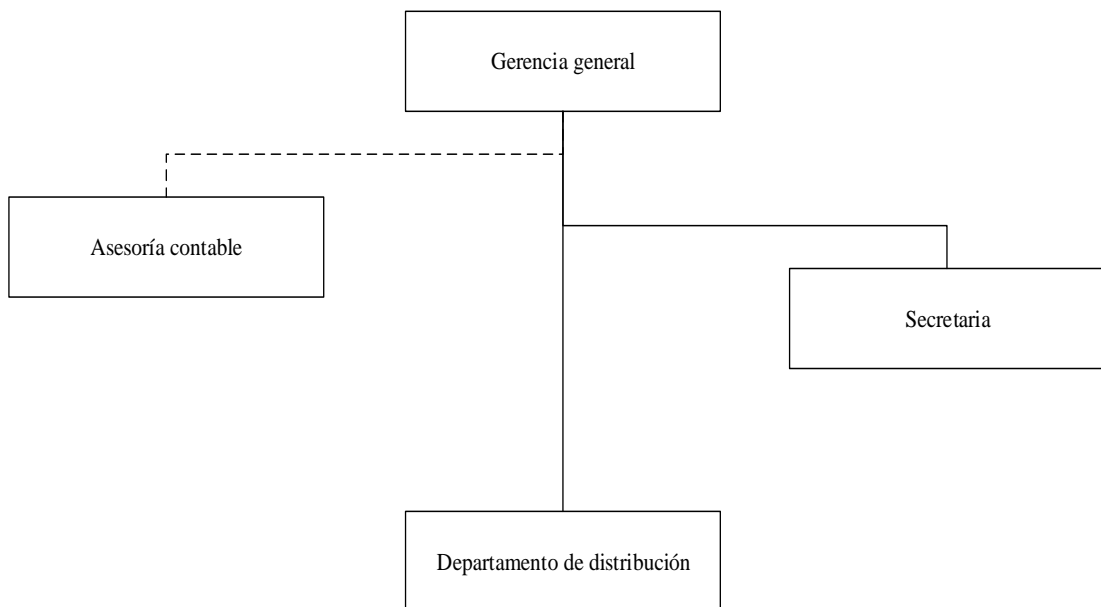 Gerencia general
Asesoría contable
Secretaria
Departamento de distribución